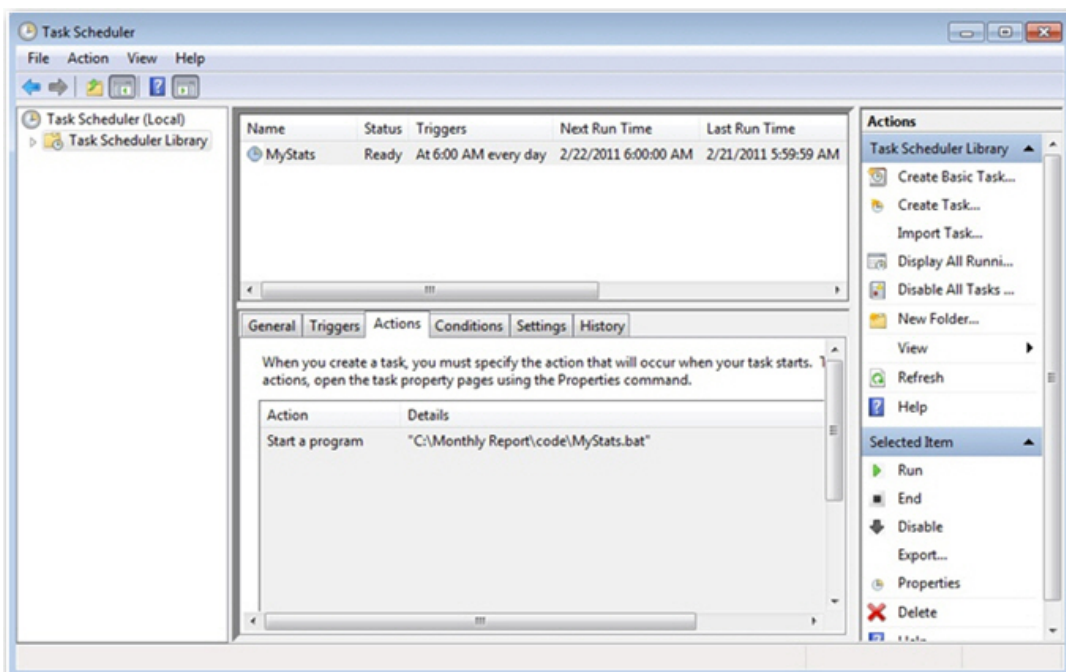 Task Scheduler
File Action View Help
Task Scheduler (Local)
Task Scheduler Library
Name Status Triggers Next Run Time Last Run Time
MyStats Ready At 6:00 AM every day 2/22/2011 6:00:00 AM 2/21/2011 5:59:59 AM
General Triggers Actions Conditions Settings History
When you create a task, you must specify the action that will occur when your task starts.
actions, open the task property pages using the Properties command.
Action Details
Start a program "C:\Monthly Report\code\MyStats.bat"
Actions
Task Scheduler Library
Create Basic Task...
Create Task...
Import Task...
Display All Runni...
Disable All Tasks ...
New Folder...
View
Refresh
Help
Selected Item
Run
End
Disable
Export...
Properties
Delete